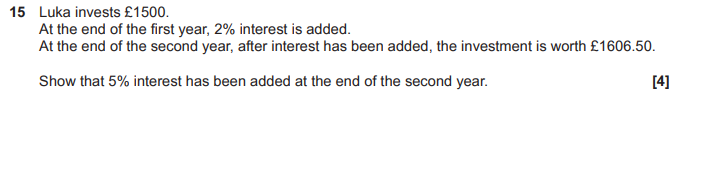 15 Luka invests £1500.
At the end of the first year, 2% interest is added.
At the end of the second year, after interest has been added, the investment is worth £1606.50.
Show that 5% interest has been added at the end of the second year. [4]